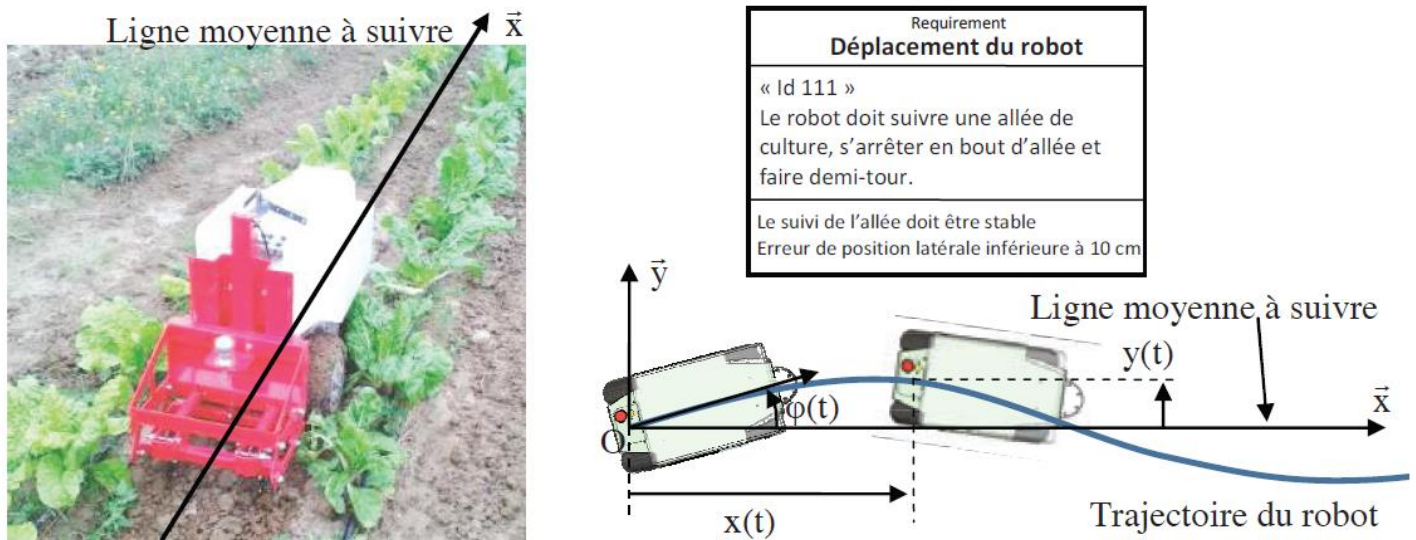 Ligne moyenne à suivre
x
Requirement
Déplacement du robot
« Id 111 »
Le robot doit suivre une allée de
culture, s'arrêter en bout d'allée et
faire demi-tour.
Le suivi de l'allée doit être stable
Erreur de position latérale inférieure à 10 cm
y
Ligne moyenne à suivre
y(t)
x
φ(t)
O
x(t)
Trajectoire du robot